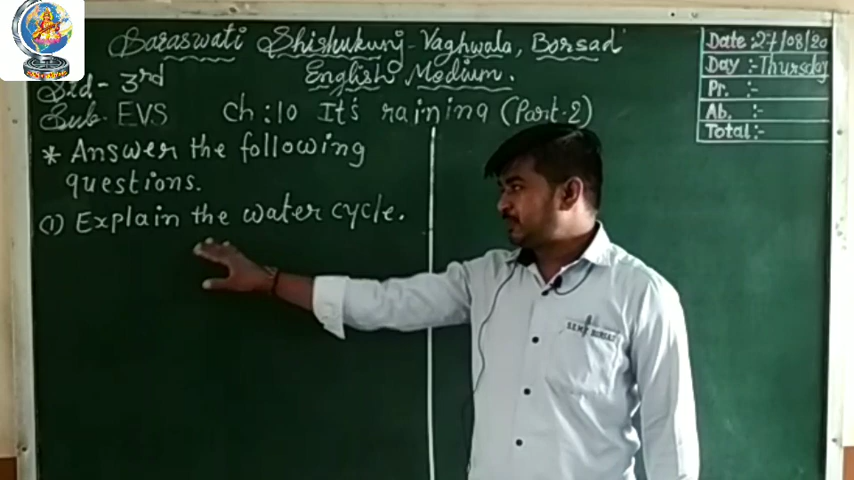 Saraswati Shishukunj-Vaghwala, Borsad
English Medium.
Std- 3rd
Sub. EVS
Ch:10 It's raining (Part-2)
* Answer the following
questions.
(1) Explain the water cycle.
Date :-27/08/20
Day :- Thursday
Pr. :-
Ab. :-
Total:-
S.E.M. BORSAD